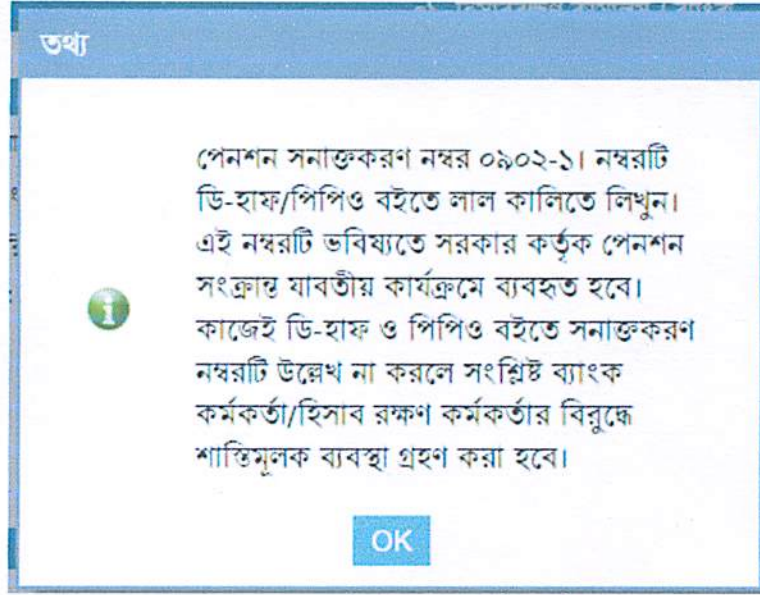 তথ্য
পেনশন সনাক্তকরণ নম্বর ০৯০২-১। নম্বরটি
ডি-হাফ/পিপিও বইতে লাল কালিতে লিখুন।
এই নম্বরটি ভবিষ্যতে সরকার কর্তৃক পেনশন
সংক্রান্ত যাবতীয় কার্যক্রমে ব্যবহৃত হবে।
কাজেই ডি-হাফ ও পিপিও বইতে সনাক্তকরণ
নম্বরটি উল্লেখ না করলে সংশ্লিষ্ট ব্যাংক
কর্মকর্তা/হিসাব রক্ষণ কর্মকর্তার বিরুদ্ধে
শাস্তিমূলক ব্যবস্থা গ্রহণ করা হবে।
OK